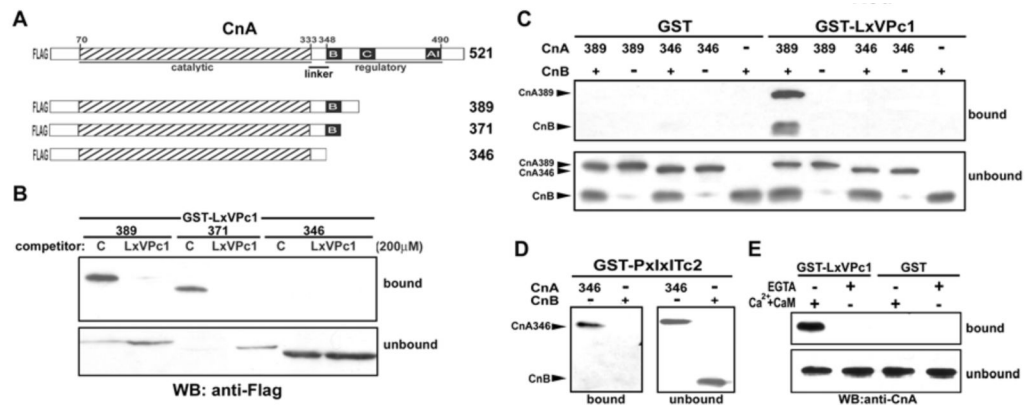 A
CnA
70
333 348
490
FLAG
B
C
AI
521
catalytic
linker
regulatory
FLAG
B
389
FLAG
B
371
FLAG
346
B
GST-LxVPc1
389
371
346
competitor:
C
LxVPc1
C
LxVPc1
C
LxVPc1
(200μM)
bound
unbound
WB: anti-Flag
C
GST
GST-LxVPc1
CnA 389 389 346 346 - 389 389 346 346 -
CnB + - + - + + - + - +
CnA389
CnB
bound
CnA389
CnA346
CnB
unbound
D
GST-PxIxITc2
CnA 346 - 346 -
CnB - + - +
CnA346
CnB
bound
unbound
E
GST-LxVPc1
GST
EGTA - + - +
Ca2++CaM + - + -
bound
unbound
WB:anti-CnA